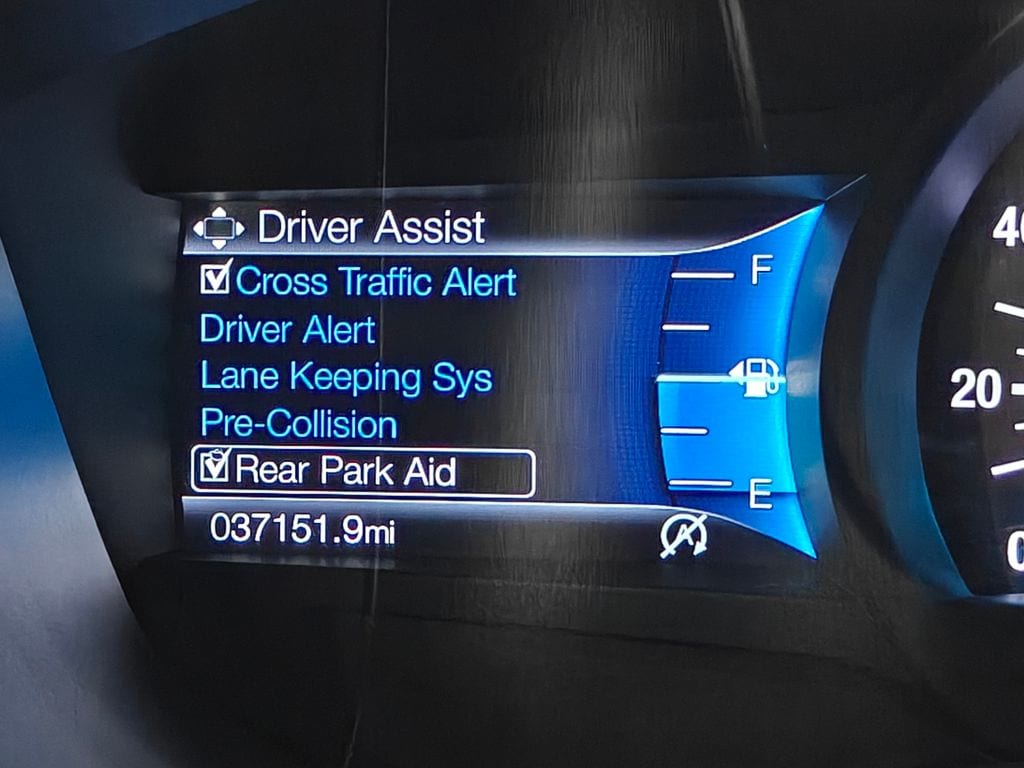 Driver Assist
Cross Traffic Alert
Driver Alert
Lane Keeping Sys
Pre-Collision
Rear Park Aid
037151.9mi
A
F
E
40
20
0